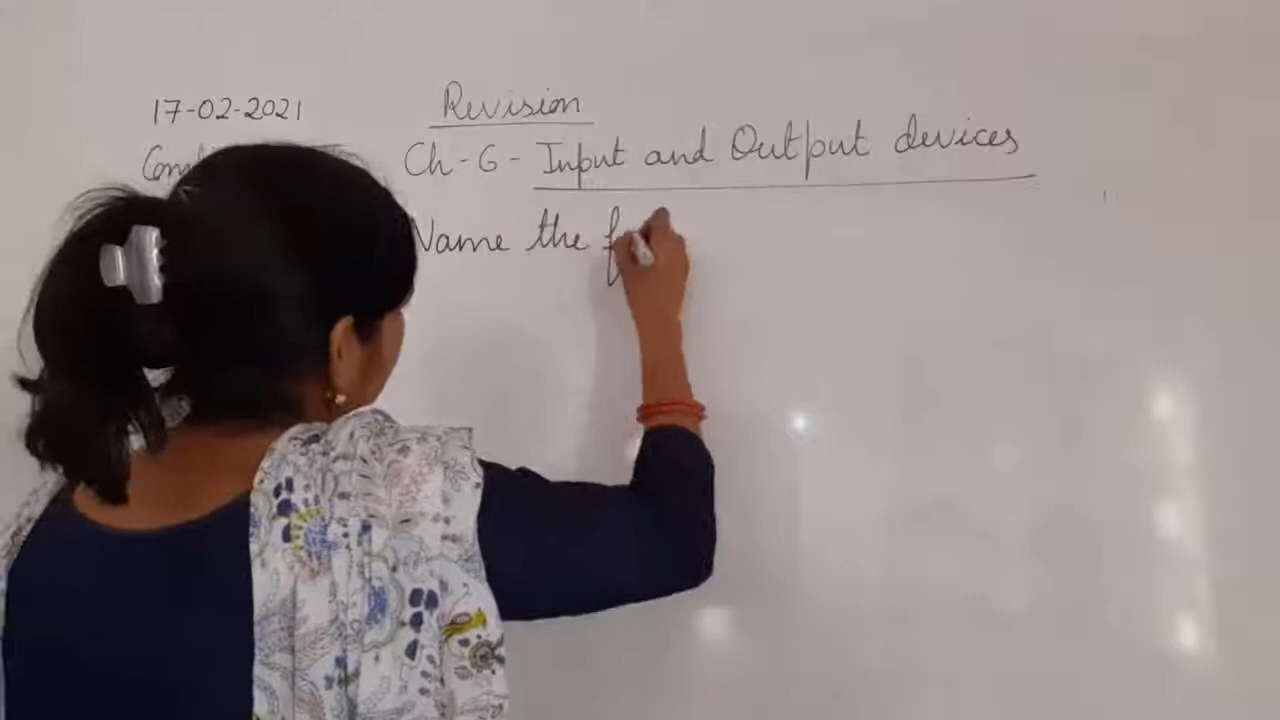 17-02-2021
Revision
Ch-6- Input and Output devices
Name the f